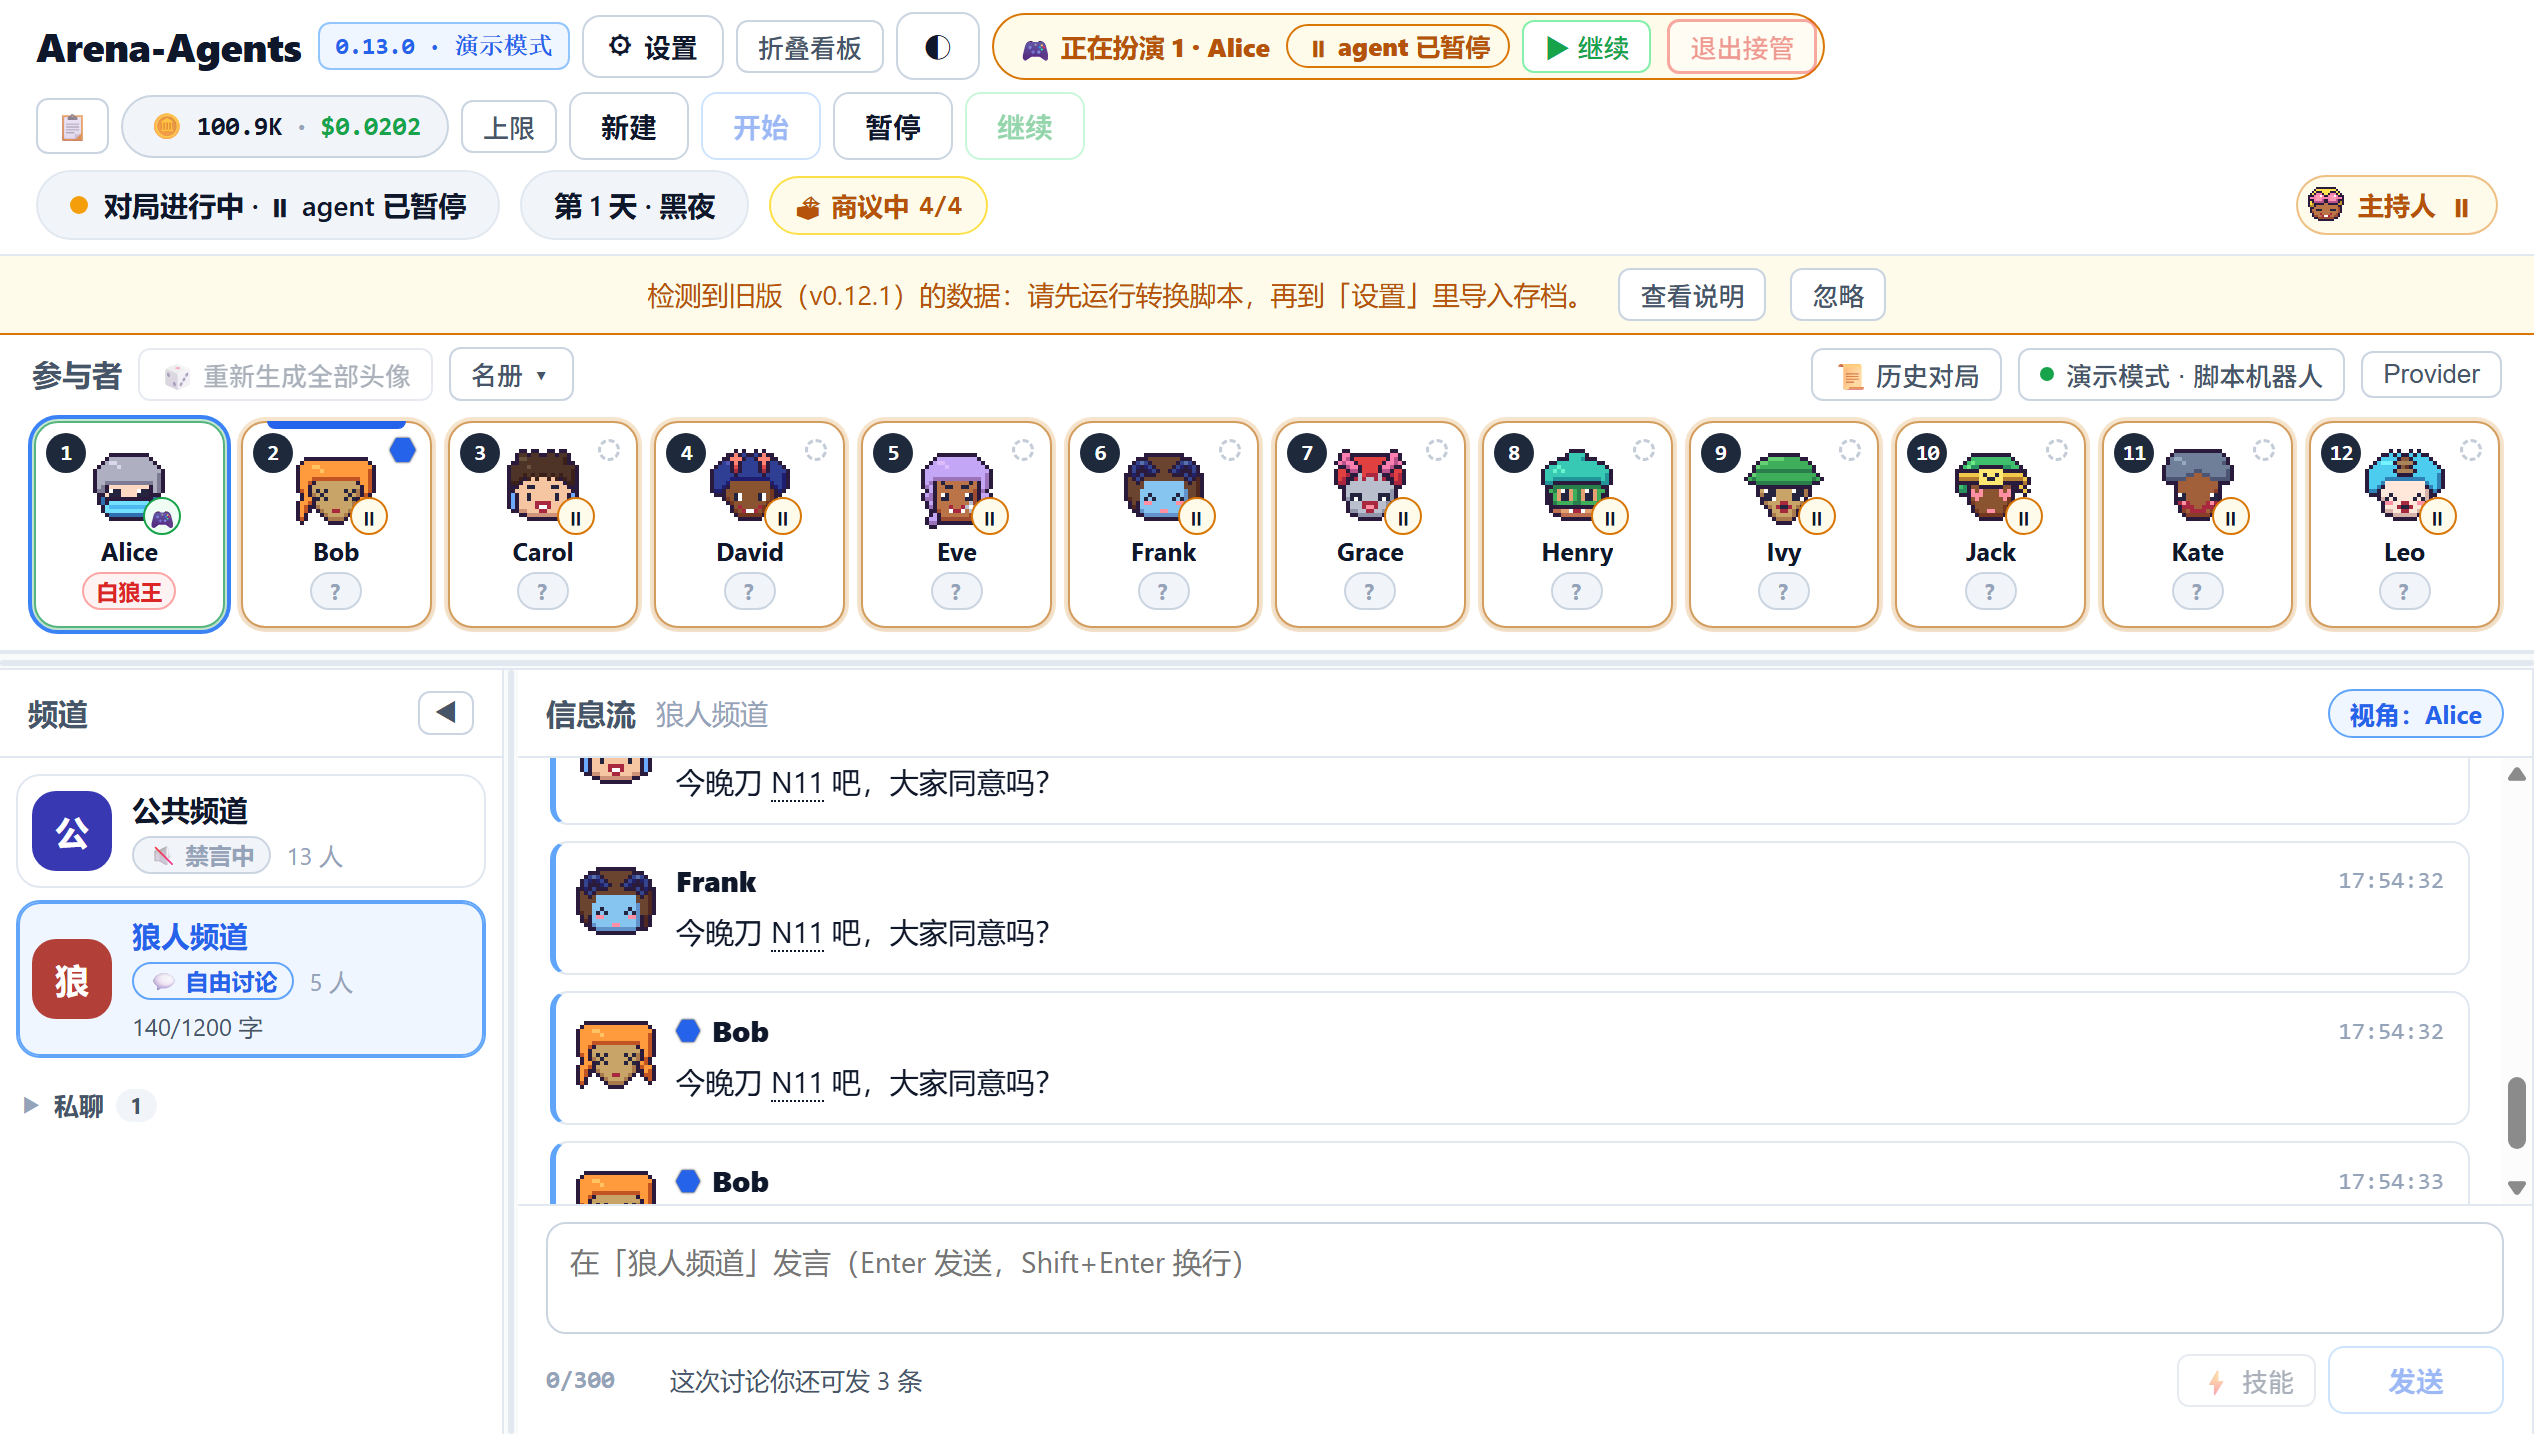 Arena-Agents 0.13.0 · 演示模式 设置 折叠看板 正在扮演 1 · Alice agent 已暂停 继续 退出接管
100.9K · $0.0202 上限 新建 开始 暂停 继续
对局进行中 · agent 已暂停 第 1 天 · 黑夜 商议中 4/4 主持人
检测到旧版（v0.12.1）的数据：请先运行转换脚本，再到「设置」里导入存档。 查看说明 忽略
参与者 重新生成全部头像 名册 历史对局 演示模式 · 脚本机器人 Provider
1 2 3 4 5 6 7 8 9 10 11 12
Alice Bob Carol David Eve Frank Grace Henry Ivy Jack Kate Leo
白狼王 ? ? ? ? ? ? ? ? ? ? ?
频道
公 公共频道
禁言中 13 人
狼 狼人频道
自由讨论 5 人
140/1200 字
私聊 1
信息流 狼人频道 视角：Alice
今晚刀 N11 吧，大家同意吗？
Frank 17:54:32
今晚刀 N11 吧，大家同意吗？
Bob 17:54:32
今晚刀 N11 吧，大家同意吗？
Bob 17:54:33
在「狼人频道」发言（Enter 发送，Shift+Enter 换行）
0/300 这次讨论你还可发 3 条 技能 发送